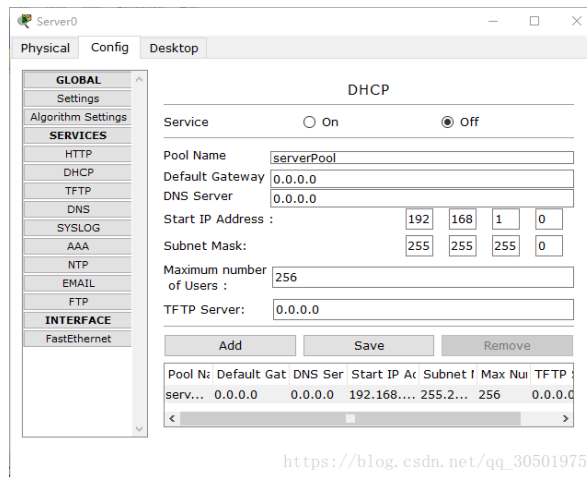 Server0
Physical Config Desktop
GLOBAL
Settings
Algorithm Settings
SERVICES
HTTP
DHCP
TFTP
DNS
SYSLOG
AAA
NTP
EMAIL
FTP
INTERFACE
FastEthernet
DHCP
Service On Off
Pool Name serverPool
Default Gateway 0.0.0.0
DNS Server 0.0.0.0
Start IP Address : 192 168 1 0
Subnet Mask: 255 255 255 0
Maximum number
of Users : 256
TFTP Server: 0.0.0.0
Add Save Remove
Pool Na Default Gat DNS Ser Start IP Ac Subnet M Max Nur TFTP S
serv... 0.0.0.0 0.0.0.0 192.168.... 255.2... 256 0.0.0.0
https://blog.csdn.net/qq_30501975